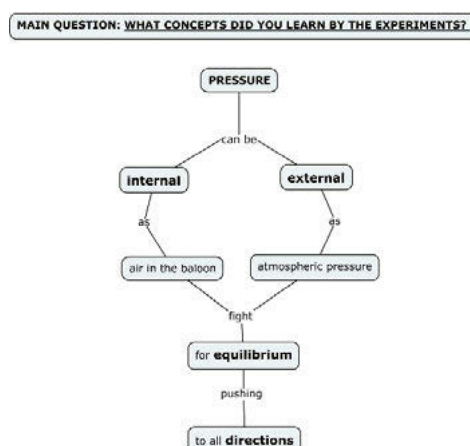 MAIN QUESTION: WHAT CONCEPTS DID YOU LEARN BY THE EXPERIMENTS?
PRESSURE
can be
internal
external
as
as
air in the baloon
atmospheric pressure
fight
for equilibrium
pushing
to all directions